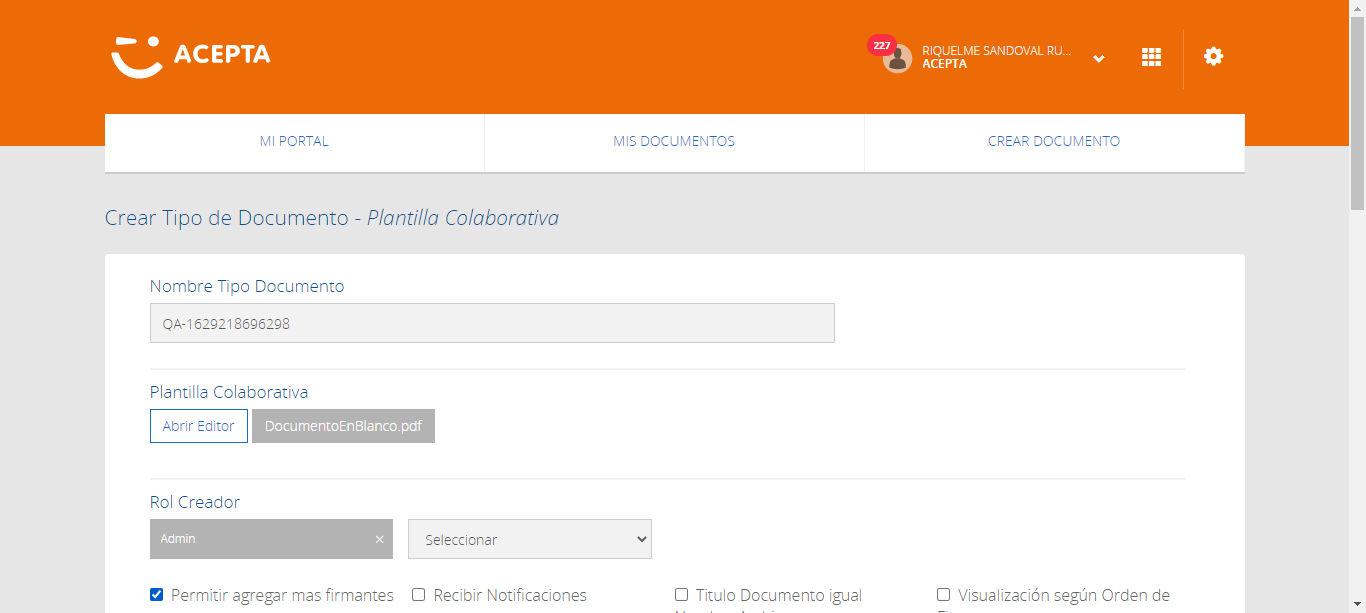 ACEPTA
227
RIQUELME SANDOVAL RU...
ACEPTA
MI PORTAL
MIS DOCUMENTOS
CREAR DOCUMENTO
Crear Tipo de Documento - Plantilla Colaborativa
Nombre Tipo Documento
QA-1629218696298
Plantilla Colaborativa
Abrir Editor
DocumentoEnBlanco.pdf
Rol Creador
Admin ×
Seleccionar
Permitir agregar mas firmantes
Recibir Notificaciones
Titulo Documento igual
Visualización según Orden de